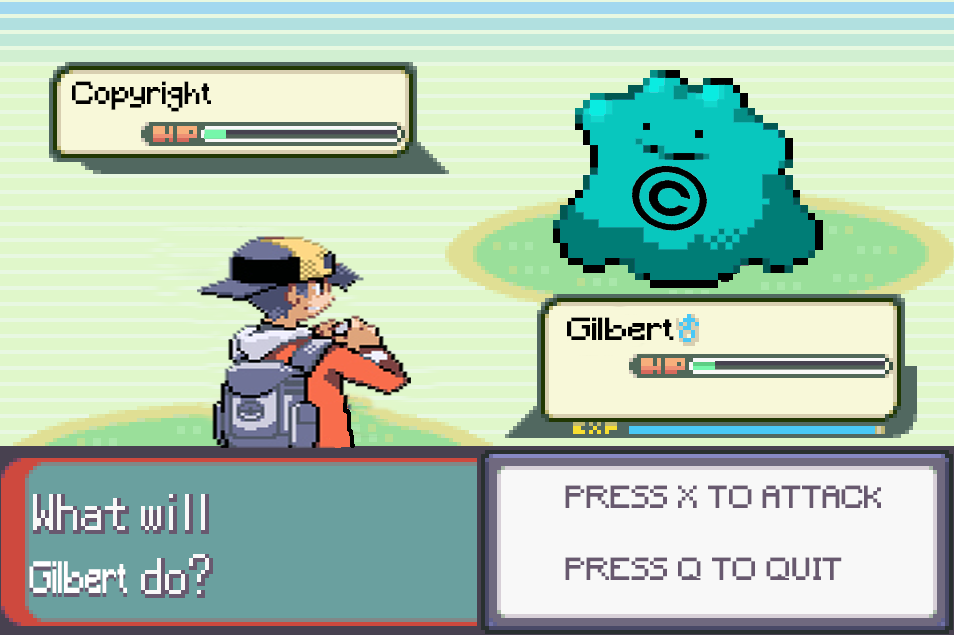 Copyright
HP
©
Gilbert
HP
EXP
What will
Gilbert do?
PRESS X TO ATTACK
PRESS Q TO QUIT